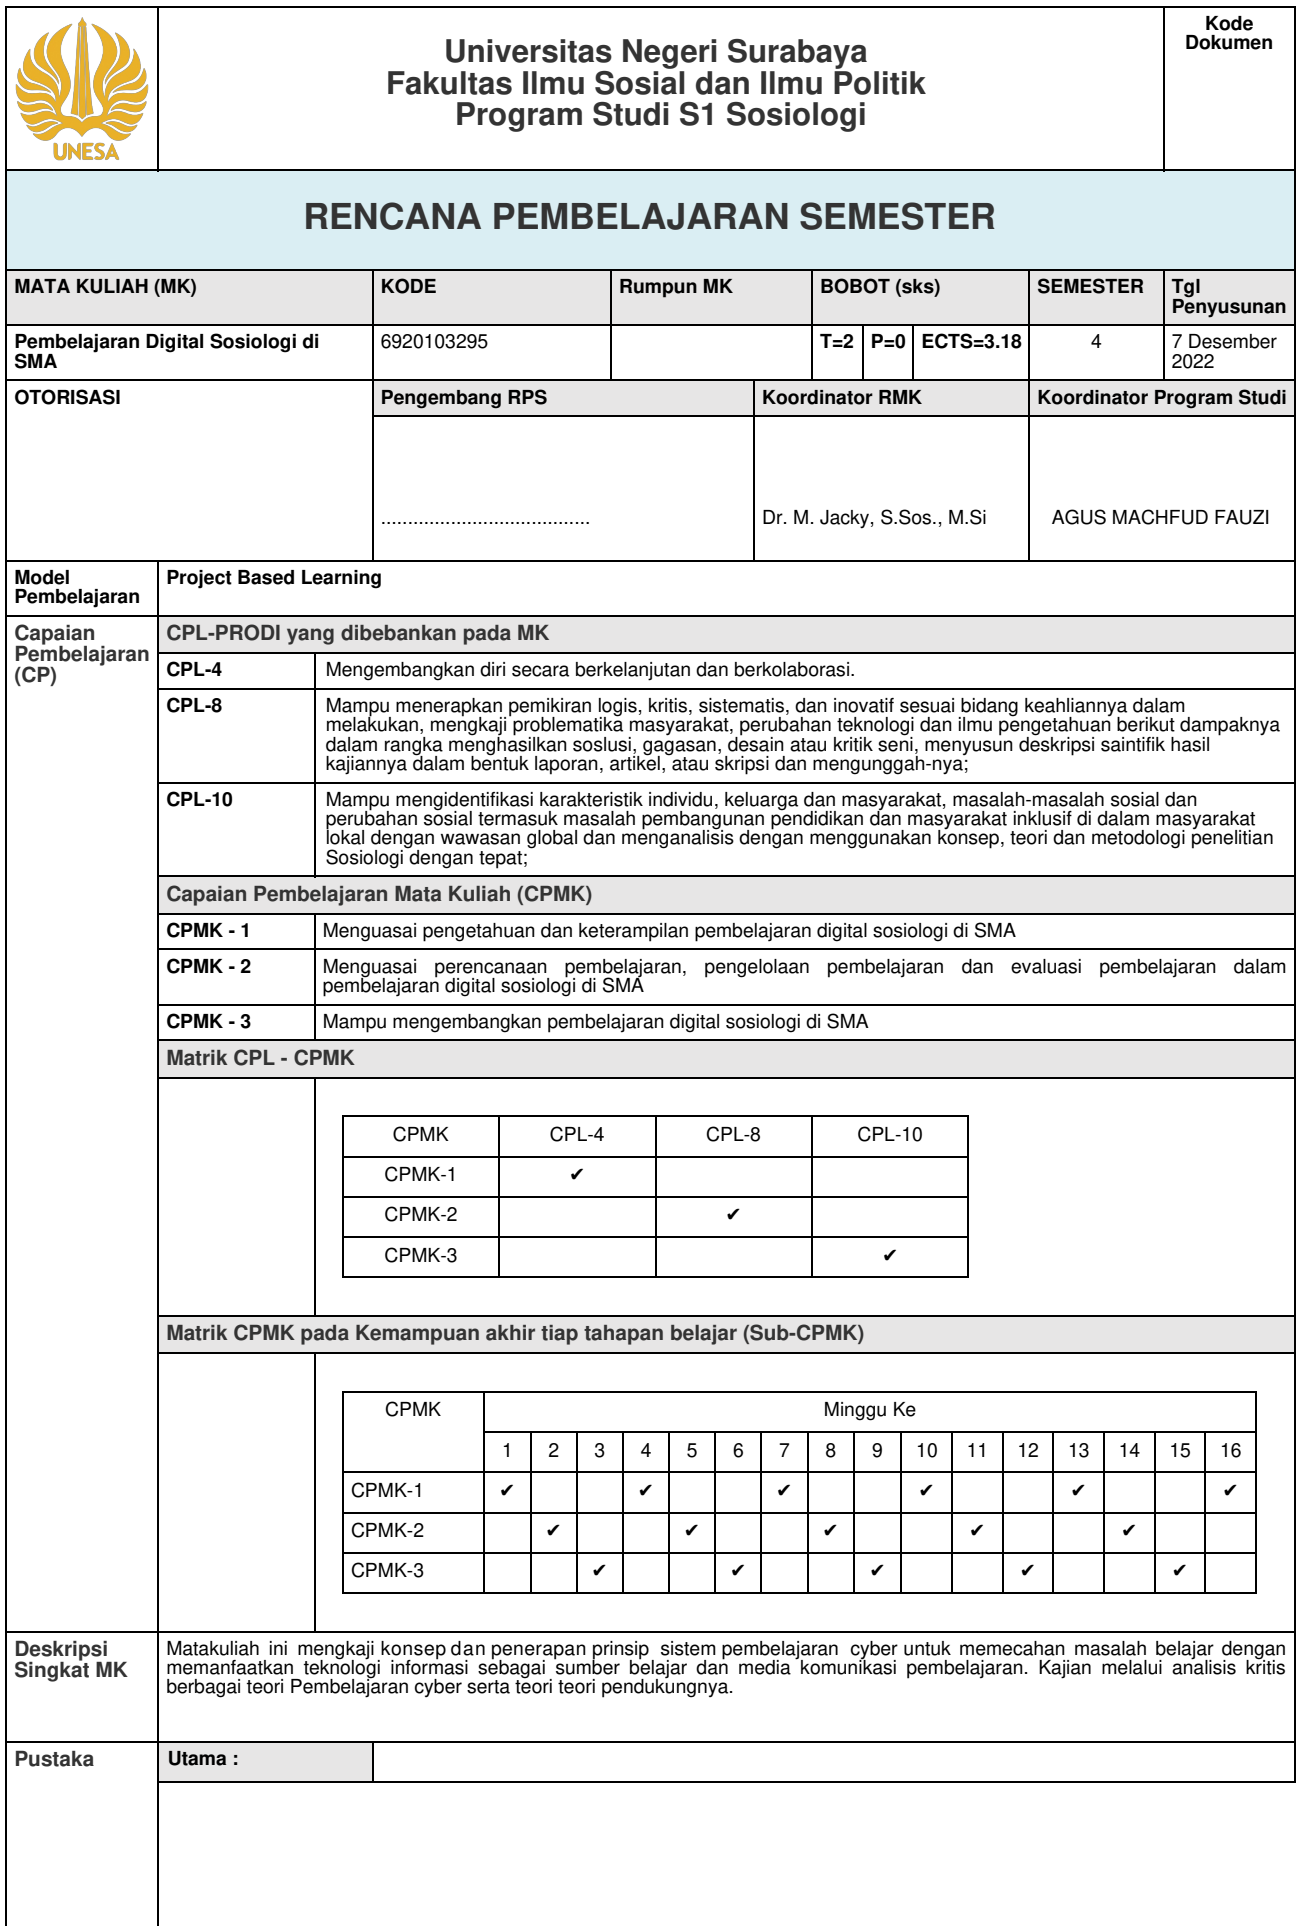 UNESA
Universitas Negeri Surabaya
Fakultas Ilmu Sosial dan Ilmu Politik
Program Studi S1 Sosiologi
Kode
Dokumen
RENCANA PEMBELAJARAN SEMESTER
MATA KULIAH (MK) KODE Rumpun MK BOBOT (sks) SEMESTER Tgl
Penyusunan
Pembelajaran Digital Sosiologi di
SMA
6920103295 T=2 P=0 ECTS=3.18 4 7 Desember
2022
OTORISASI Pengembang RPS Koordinator RMK Koordinator Program Studi
....................................... Dr. M. Jacky, S.Sos., M.Si AGUS MACHFUD FAUZI
Model
Pembelajaran
Project Based Learning
Capaian
Pembelajaran
(CP)
CPL-PRODI yang dibebankan pada MK
CPL-4 Mengembangkan diri secara berkelanjutan dan berkolaborasi.
CPL-8 Mampu menerapkan pemikiran logis, kritis, sistematis, dan inovatif sesuai bidang keahliannya dalam
melakukan, mengkaji problematika masyarakat, perubahan teknologi dan ilmu pengetahuan berikut dampaknya
dalam rangka menghasilkan soslusi, gagasan, desain atau kritik seni, menyusun deskripsi saintifik hasil
kajiannya dalam bentuk laporan, artikel, atau skripsi dan mengunggah-nya;
CPL-10 Mampu mengidentifikasi karakteristik individu, keluarga dan masyarakat, masalah-masalah sosial dan
perubahan sosial termasuk masalah pembangunan pendidikan dan masyarakat inklusif di dalam masyarakat
lokal dengan wawasan global dan menganalisis dengan menggunakan konsep, teori dan metodologi penelitian
Sosiologi dengan tepat;
Capaian Pembelajaran Mata Kuliah (CPMK)
CPMK - 1 Menguasai pengetahuan dan keterampilan pembelajaran digital sosiologi di SMA
CPMK - 2 Menguasai perencanaan pembelajaran, pengelolaan pembelajaran dan evaluasi pembelajaran dalam
pembelajaran digital sosiologi di SMA
CPMK - 3 Mampu mengembangkan pembelajaran digital sosiologi di SMA
Matrik CPL - CPMK
CPMK CPL-4 CPL-8 CPL-10
CPMK-1 ✔
CPMK-2 ✔
CPMK-3 ✔
Matrik CPMK pada Kemampuan akhir tiap tahapan belajar (Sub-CPMK)
CPMK Minggu Ke
1 2 3 4 5 6 7 8 9 10 11 12 13 14 15 16
CPMK-1 ✔ ✔ ✔ ✔ ✔ ✔
CPMK-2 ✔ ✔ ✔ ✔ ✔
CPMK-3 ✔ ✔ ✔ ✔ ✔
Deskripsi
Singkat MK
Matakuliah ini mengkaji konsep dan penerapan prinsip sistem pembelajaran cyber untuk memecahan masalah belajar dengan
memanfaatkan teknologi informasi sebagai sumber belajar dan media komunikasi pembelajaran. Kajian melalui analisis kritis
berbagai teori Pembelajaran cyber serta teori teori pendukungnya.
Pustaka Utama :